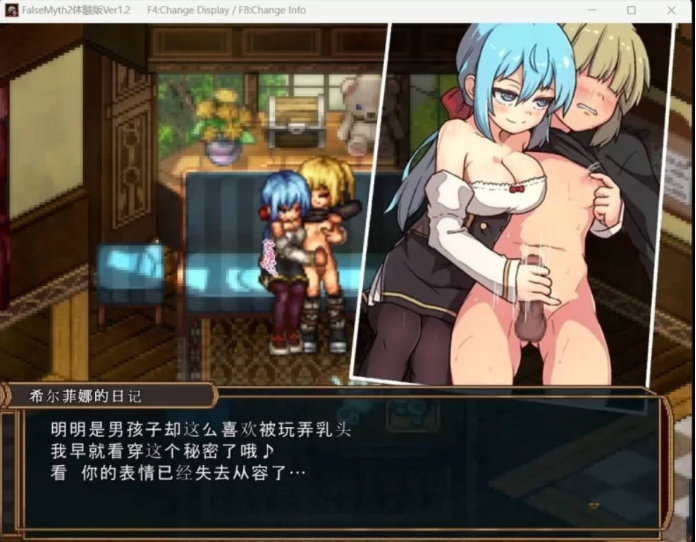 FalseMyth2体験版Ver1.2 F4:Change Display / F8:Change Info
希尔菲娜的日记
明明是男孩子却这么喜欢被玩弄乳头
我早就看穿这个秘密了哦♪
看 你的表情已经失去从容了…